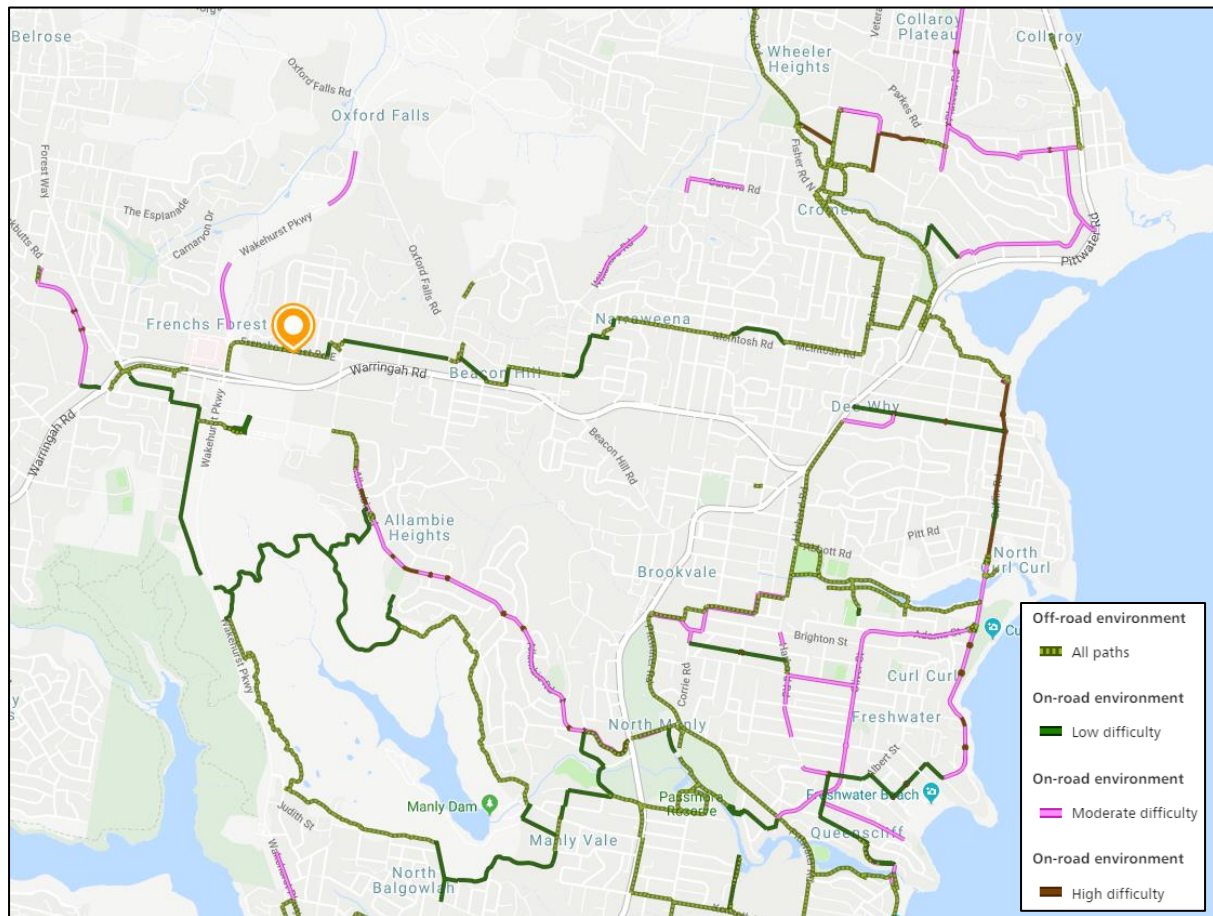 Belrose
Oxford Falls Rd
Oxford Falls
Wheeler
Heights
Collaroy
Plateau
Collaroy
Parkes Rd
Forest Way
The Esplanade
Carnarvon Dr
Wakehurst Pkwy
Oxford Falls Rd
Fisher Rd N
Cromer
Pittwater Rd
Frenchs Forest
Narraweena
McIntosh Rd
McIntosh Rd
Warringah Rd
Beacon Hill
Warringah Rd
Wakehurst Pkwy
Dee Why
Beacon Hill Rd
Allambie
Heights
Pitt Rd
Abbott Rd
North
Curl Curl
Brookvale
Wakehurst Pkwy
Brighton St
Corrie Rd
Curl Curl
Freshwater
North Manly
Albert St
Manly Dam
Passmore
Reserve
Freshwater Beach
Queenscliff
Judith St
Manly Vale
North
Balgowlah
Off-road environment
All paths
On-road environment
Low difficulty
On-road environment
Moderate difficulty
On-road environment
High difficulty